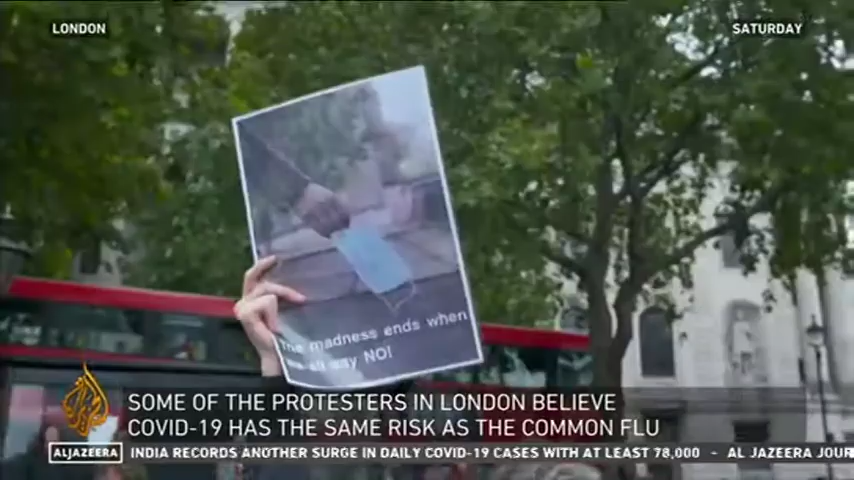 LONDON
SATURDAY
The madness ends when
we all say NO!
SOME OF THE PROTESTERS IN LONDON BELIEVE
COVID-19 HAS THE SAME RISK AS THE COMMON FLU
ALJAZEERA
INDIA RECORDS ANOTHER SURGE IN DAILY COVID-19 CASES WITH AT LEAST 78,000 - AL JAZEERA JOUR